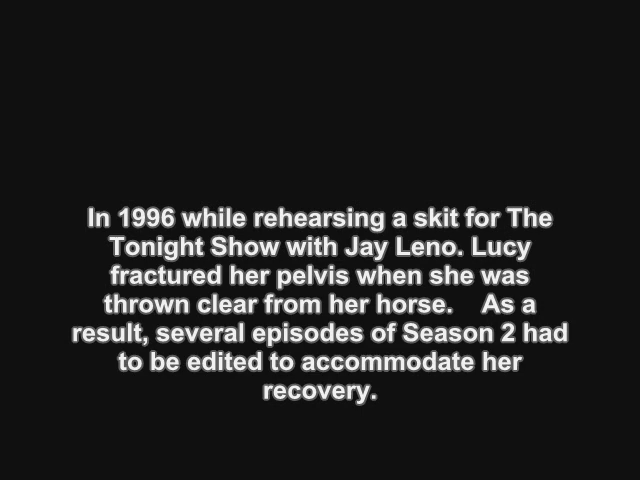 In 1996 while rehearsing a skit for The
Tonight Show with Jay Leno. Lucy
fractured her pelvis when she was
thrown clear from her horse.    As a
result, several episodes of Season 2 had
to be edited to accommodate her
recovery.